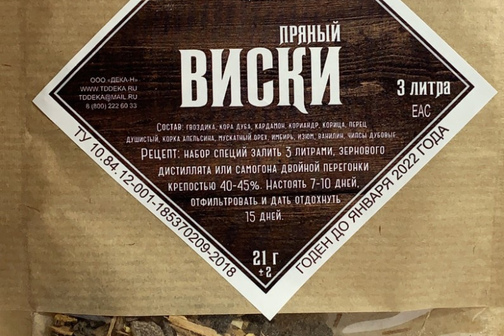 ПРЯНЫЙ
ВИСКИ
ООО «ДЕКА-Н»
WWW.TDDEKA.RU
TDDEKA@MAIL.RU
8 (800) 222 60 33
3 литра
EAC
Состав: гвоздика, кора дуба, кардамон, кориандр, корица, перец
душистый, корка апельсина, мускатный орех, имбирь, изюм, ванилин, чипсы дубовые
Рецепт: набор специй залить 3 литрами, зернового
дистиллята или самогона двойной перегонки
крепостью 40-45%. Настоять 7-10 дней,
отфильтровать и дать отдохнуть
15 дней.
21 г
±2
ТУ 10.84.12-001-185370209-2018
ГОДЕН ДО ЯНВАРЯ 2022 ГОДА